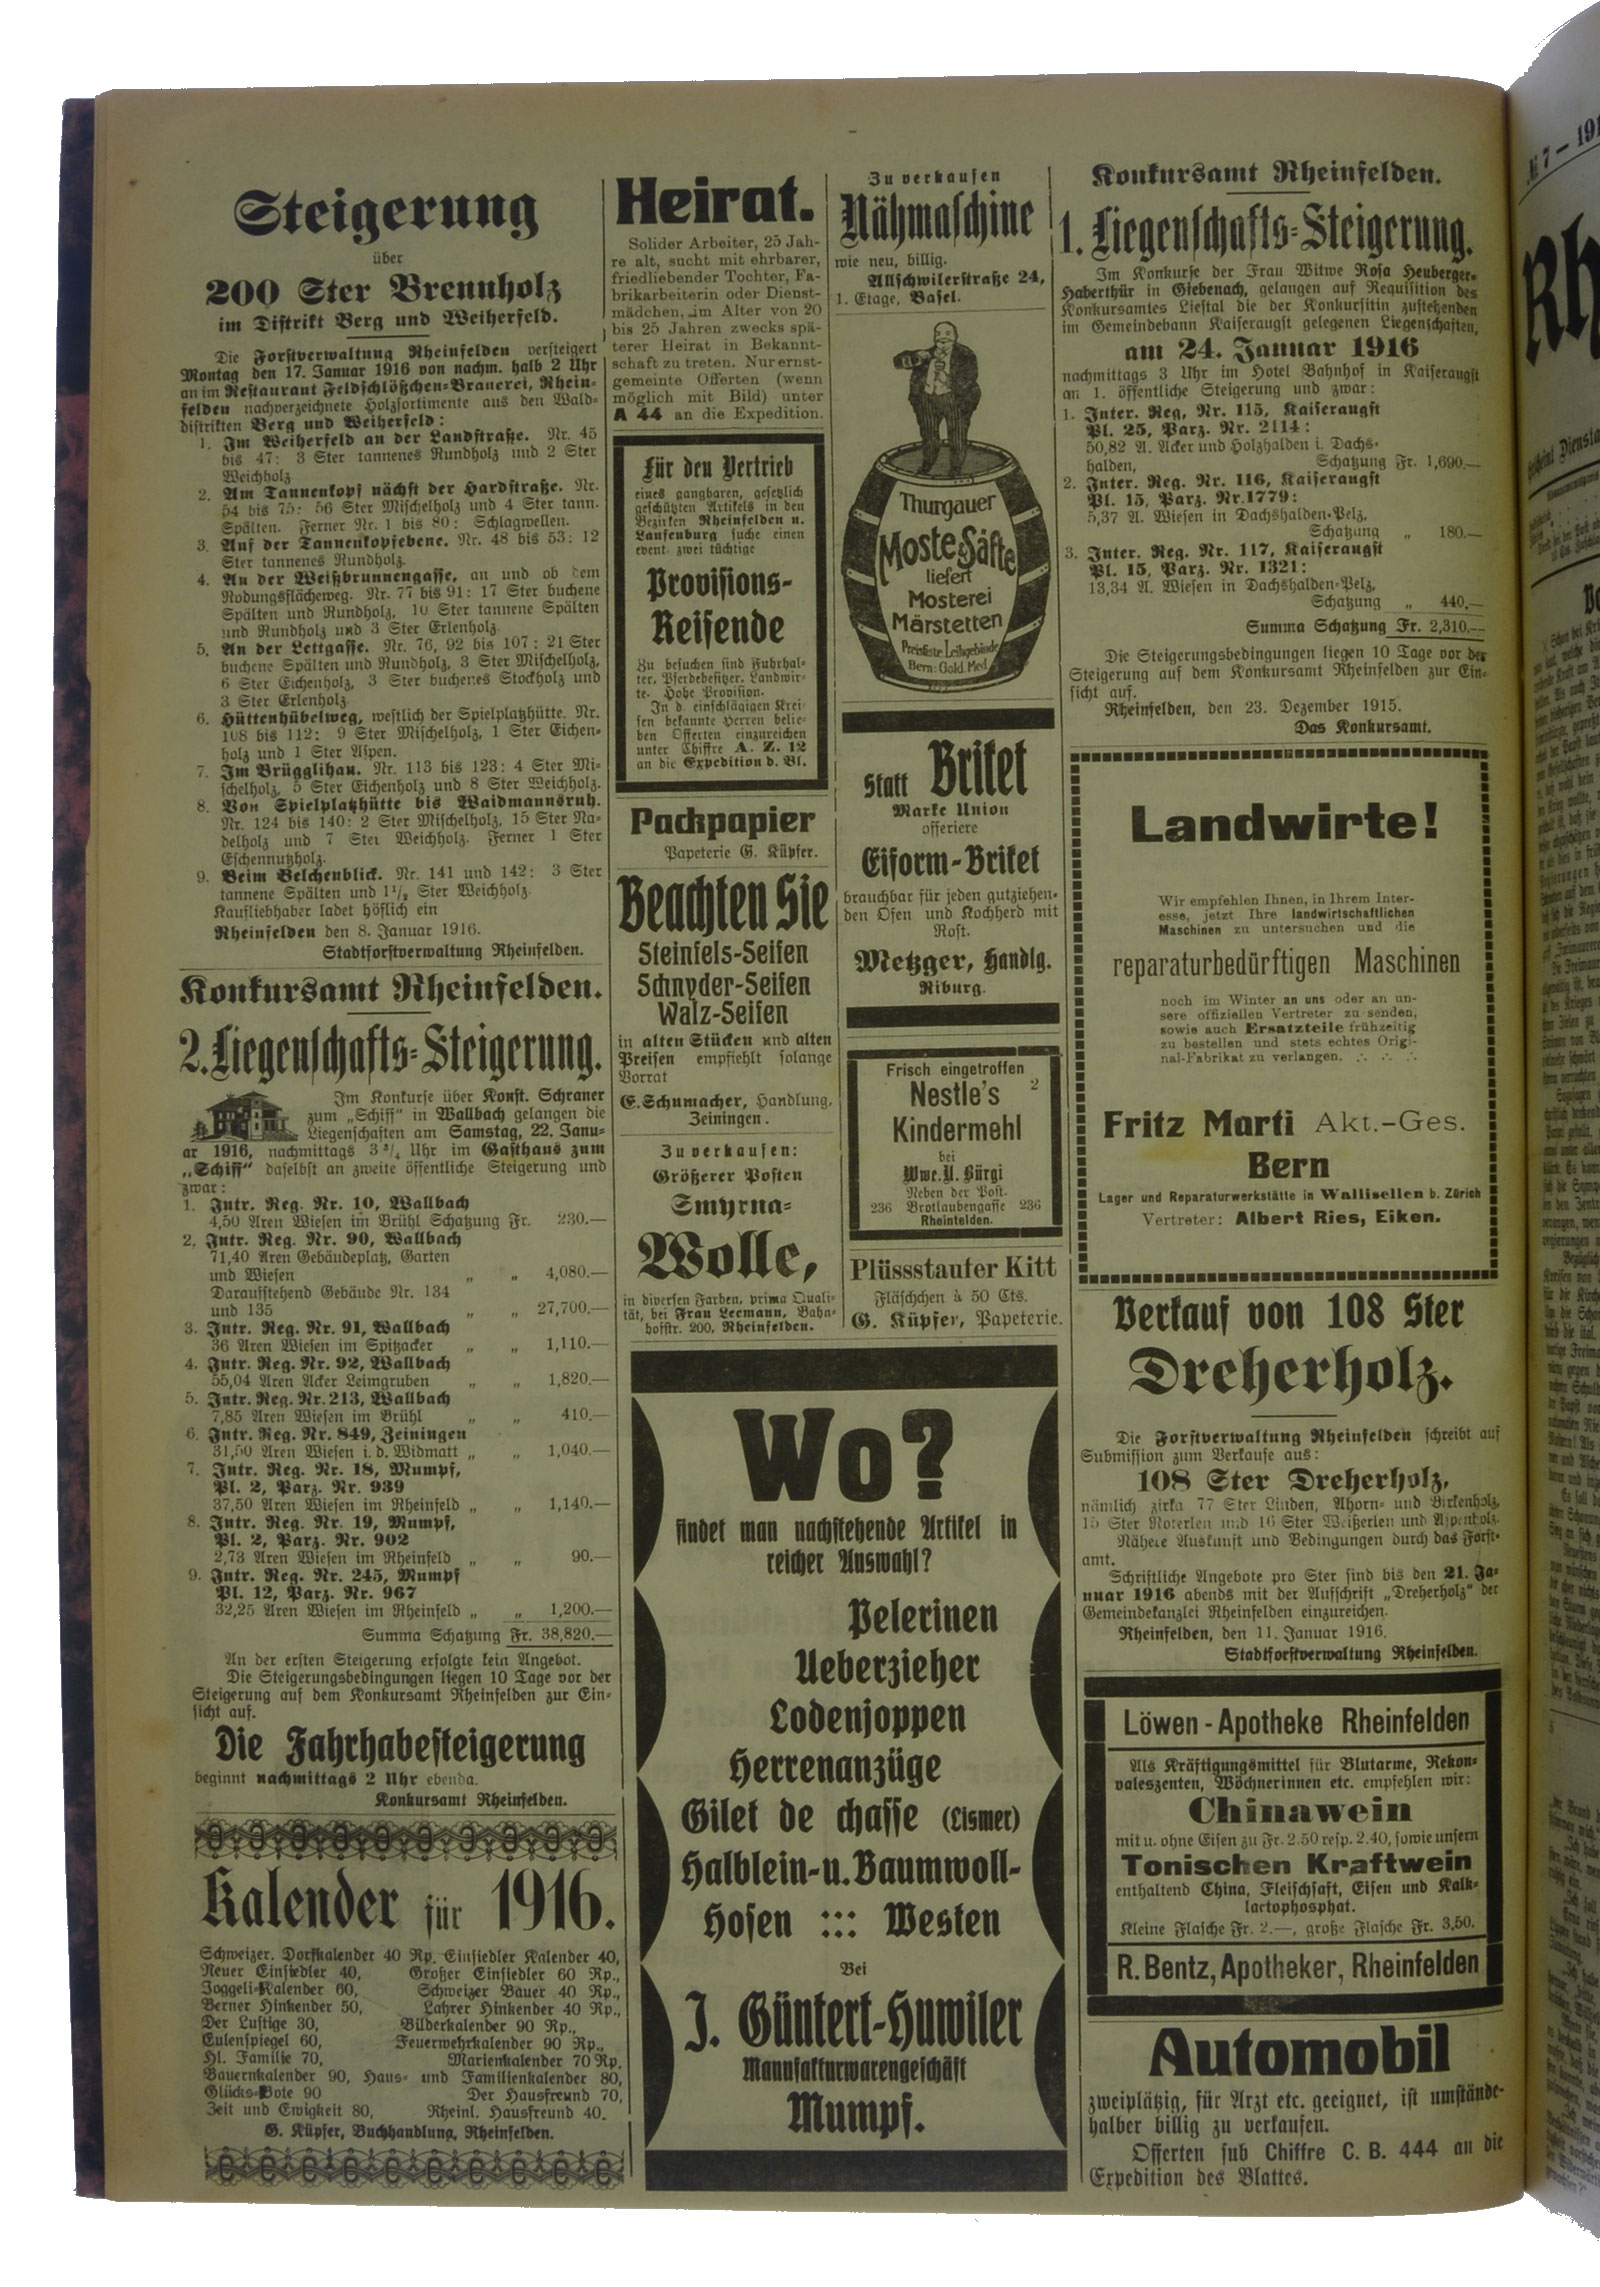 Steigerung
über
200 Ster Brennholz
im Distrikt Berg und Weiherfeld.
Die Forstverwaltung Rheinfelden versteigert
Montag den 17. Januar 1916 von nachm. halb 2 Uhr
an im Restaurant Feldschlößchen-Brauerei, Rhein-
felden nachverzeichnete Holzsortimente aus den Wald-
distrikten Berg und Weiherfeld:
1. Im Weiherfeld an der Landstraße. Nr. 45
bis 47: 3 Ster tannenes Rundholz und 2 Ster
Weichholz
2. Am Tannenkopf nächst der Hardstraße. Nr.
54 bis 75: 56 Ster Mischelholz und 4 Ster tann.
Spälten. Ferner Nr. 1 bis 80: Schlagwellen.
3. Auf der Tannenkopfebene. Nr. 48 bis 53: 12
Ster tannenes Rundholz.
4. An der Weißbrunnengasse, an und ob dem
Rodungsflächeweg. Nr. 77 bis 91: 17 Ster buchene
Spälten und Rundholz, 10 Ster tannene Spälten
und Rundholz und 3 Ster Erlenholz
5. An der Lettgasse. Nr. 76, 92 bis 107: 21 Ster
buchene Spälten und Rundholz, 3 Ster Mischelholz,
6 Ster Eichenholz, 3 Ster buchenes Stockholz und
3 Ster Erlenholz
6. Hüttenhübelweg, westlich der Spielplatzhütte. Nr.
108 bis 112: 9 Ster Mischelholz, 1 Ster Eichen-
holz und 1 Ster Aspen.
7. Im Brügglihau. Nr. 113 bis 123: 4 Ster Mi-
schelholz, 5 Ster Eichenholz und 8 Ster Weichholz.
8. Von Spielplatzhütte bis Waidmannsruh.
Nr. 124 bis 140: 2 Ster Mischelholz, 15 Ster Na-
delholz und 7 Ster Weichholz. Ferner 1 Ster
Eschennutzholz.
9. Beim Belchenblick. Nr. 141 und 142: 3 Ster
tannene Spälten und 1½ Ster Weichholz.
Kaufliebhaber ladet höflich ein
Rheinfelden den 8. Januar 1916.
Stadtforstverwaltung Rheinfelden.
Konkursamt Rheinfelden.
2. Liegenschafts-Steigerung.
Im Konkurse über Konst. Schraner
zum „Schiff“ in Wallbach gelangen die
Liegenschaften am Samstag, 22. Janu-
ar 1916, nachmittags 3 ¾ Uhr im Gasthaus zum
„Schiff“ daselbst an zweite öffentliche Steigerung und
zwar:
1. Intr. Reg. Nr. 10, Wallbach
4,50 Aren Wiesen im Brühl Schatzung Fr. 230.—
2. Intr. Reg. Nr. 90, Wallbach
71,40 Aren Gebäudeplatz, Garten
und Wiesen „ „ 4,080.—
Daraufstehend Gebäude Nr. 134
und 135 „ „ 27,700.—
3. Intr. Reg. Nr. 91, Wallbach
36 Aren Wiesen im Spitzacker „ „ 1,110.—
4. Intr. Reg. Nr. 92, Wallbach
55,04 Aren Acker Leimgruben „ „ 1,820.—
5. Intr. Reg. Nr. 213, Wallbach
7,85 Aren Wiesen im Brühl „ „ 410.—
6. Intr. Reg. Nr. 849, Zeiningen
31,50 Aren Wiesen i. d. Widmatt „ „ 1,040.—
7. Intr. Reg. Nr. 18, Mumpf,
Pl. 2, Parz. Nr. 939
37,50 Aren Wiesen im Rheinfeld „ „ 1,140.—
8. Intr. Reg. Nr. 19, Mumpf,
Pl. 2, Parz. Nr. 902
2,73 Aren Wiesen im Rheinfeld „ „ 90.—
9. Intr. Reg. Nr. 245, Mumpf
Pl. 12, Parz. Nr. 967
32,25 Aren Wiesen im Rheinfeld „ „ 1,200.—
Summa Schatzung Fr. 38,820.—
An der ersten Steigerung erfolgte kein Angebot.
Die Steigerungsbedingungen liegen 10 Tage vor der
Steigerung auf dem Konkursamt Rheinfelden zur Ein-
sicht auf.
Die Fahrhabesteigerung
beginnt nachmittags 2 Uhr ebenda.
Konkursamt Rheinfelden.
Kalender für 1916.
Schweizer. Dorfkalender 40 Rp. Einsiedler Kalender 40,
Neuer Einsiedler 40, Großer Einsiedler 60 Rp.,
Joggeli-Kalender 60, Schweizer Bauer 40 Rp.,
Berner Hinkender 50, Lahrer Hinkender 40 Rp.,
Der Lustige 30, Bilderkalender 90 Rp.,
Eulenspiegel 60, Feuerwehrkalender 90 Rp.,
Hl. Familie 70, Marienkalender 70 Rp.
Bauernkalender 90, Haus- und Familienkalender 80,
Glücks-Bote 90 Der Hausfreund 70,
Zeit und Ewigkeit 80, Rheinl. Hausfreund 40.
G. Küpfer, Buchhandlung, Rheinfelden.
Heirat.
Solider Arbeiter, 25 Jah-
re alt, sucht mit ehrbarer,
friedliebender Tochter, Fa-
brikarbeiterin oder Dienst-
mädchen, im Alter von 20
bis 25 Jahren zwecks spä-
terer Heirat in Bekannt-
schaft zu treten. Nur ernst-
gemeinte Offerten (wenn
möglich mit Bild) unter
A 44 an die Expedition.
Für den Vertrieb
eines gangbaren, gesetzlich
geschützten Artikels in den
Bezirken Rheinfelden u.
Laufenburg suche einen
event. zwei tüchtige
Provisions-
Reisende
Zu besuchen sind Fuhrhal-
ter, Pferdebesitzer, Landwir-
te. Hohe Provision.
In d. einschlägigen Krei-
sen bekannte Herren belie-
ben Offerten einzureichen
unter Chiffre A. Z. 12
an die Expedition d. Bl.
Packpapier
Papeterie G. Küpfer.
Beachten Sie
Steinfels-Seifen
Schnyder-Seifen
Walz-Seifen
in alten Stücken und alten
Preisen empfiehlt solange
Vorrat
E. Schumacher, Handlung,
Zeiningen.
Zu verkaufen:
Größerer Posten
Smyrna-
Wolle,
in diversen Farben, prima Quali-
tät, bei Frau Leemann, Bahn-
hofstr. 200, Rheinfelden.
Zu verkaufen
Nähmaschine
wie neu, billig.
Allschwilerstraße 24,
1. Etage, Basel.
Thurgauer
Moste & Säfte
liefert
Mosterei
Märstetten
Preisliste Leihgebinde
Bern: Gold. Med.
Statt Briket
Marke Union
offeriere
Eiform-Briket
brauchbar für jeden gutziehen-
den Ofen und Kochherd mit
Rost.
Metzger, Handlg.
Riburg.
Frisch eingetroffen
Nestle's 2
Kindermehl
bei
Wwe. U. Bürgi
Neben der Post.
236 Brotlaubengasse 236
Rheinfelden.
Plüssstaufer Kitt
Fläschchen à 50 Cts.
G. Küpfer, Papeterie.
Wo?
findet man nachstehende Artikel in
reicher Auswahl?
Pelerinen
Ueberzieher
Lodenjoppen
Herrenanzüge
Gilet de chasse (Lismer)
Halblein- u. Baumwoll-
Hosen ::: Westen
Bei
J. Güntert-Huwiler
Manufakturwarengeschäft
Mumpf.
Konkursamt Rheinfelden.
1. Liegenschafts-Steigerung.
Im Konkurse der Frau Witwe Rosa Heuberger-
Haberthür in Giebenach, gelangen auf Requisition des
Konkursamtes Liestal die der Konkursitin zustehenden
im Gemeindebann Kaiseraugst gelegenen Liegenschaften,
am 24. Januar 1916
nachmittags 3 Uhr im Hotel Bahnhof in Kaiseraugst
an 1. öffentliche Steigerung und zwar:
1. Inter. Reg. Nr. 115, Kaiseraugst
Pl. 25, Parz. Nr. 2114:
50,82 A. Acker und Holzhalden i. Dachs-
halden, Schatzung Fr. 1,690.—
2. Inter. Reg. Nr. 116, Kaiseraugst
Pl. 15, Parz. Nr. 1779:
5,37 A. Wiesen in Dachshalden-Pelz,
Schatzung „ 180.—
3. Inter. Reg. Nr. 117, Kaiseraugst
Pl. 15, Parz. Nr. 1321:
13,34 A. Wiesen in Dachshalden-Pelz,
Schatzung „ 440.—
Summa Schatzung Fr. 2,310.—
Die Steigerungsbedingungen liegen 10 Tage vor der
Steigerung auf dem Konkursamt Rheinfelden zur Ein-
sicht auf.
Rheinfelden, den 23. Dezember 1915.
Das Konkursamt.
Landwirte!
Wir empfehlen Ihnen, in Ihrem Inter-
esse, jetzt Ihre landwirtschaftlichen
Maschinen zu untersuchen und die
reparaturbedürftigen Maschinen
noch im Winter an uns oder an un-
sere offiziellen Vertreter zu senden,
sowie auch Ersatzteile frühzeitig
zu bestellen und stets echtes Origi-
nal-Fabrikat zu verlangen. ∴ ∴ ∴
Fritz Marti Akt.-Ges.
Bern
Lager und Reparaturwerkstätte in Wallisellen b. Zürich
Vertreter: Albert Ries, Eiken.
Verkauf von 108 Ster
Dreherholz.
Die Forstverwaltung Rheinfelden schreibt auf
Submission zum Verkaufe aus:
108 Ster Dreherholz,
nämlich zirka 77 Ster Linden, Ahorn- und Birkenholz,
15 Ster Roterlen und 16 Ster Weißerlen und Aspenholz.
Nähere Auskunft und Bedingungen durch das Forst-
amt.
Schriftliche Angebote pro Ster sind bis den 21. Ja-
nuar 1916 abends mit der Aufschrift „Dreherholz“ der
Gemeindekanzlei Rheinfelden einzureichen.
Rheinfelden, den 11. Januar 1916.
Stadtforstverwaltung Rheinfelden.
Löwen-Apotheke Rheinfelden
Als Kräftigungsmittel für Blutarme, Rekon-
valeszenten, Wöchnerinnen etc. empfehlen wir:
Chinawein
mit u. ohne Eisen zu Fr. 2.50 resp. 2.40, sowie unsern
Tonischen Kraftwein
enthaltend China, Fleischsaft, Eisen und Kalk-
lactophosphat.
Kleine Flasche Fr. 2.—, große Flasche Fr. 3.50.
R. Bentz, Apotheker, Rheinfelden
Automobil
zweiplätzig, für Arzt etc. geeignet, ist umstände-
halber billig zu verkaufen.
Offerten sub Chiffre C. B. 444 an die
Expedition des Blattes.
№ 7 — 191
Rh